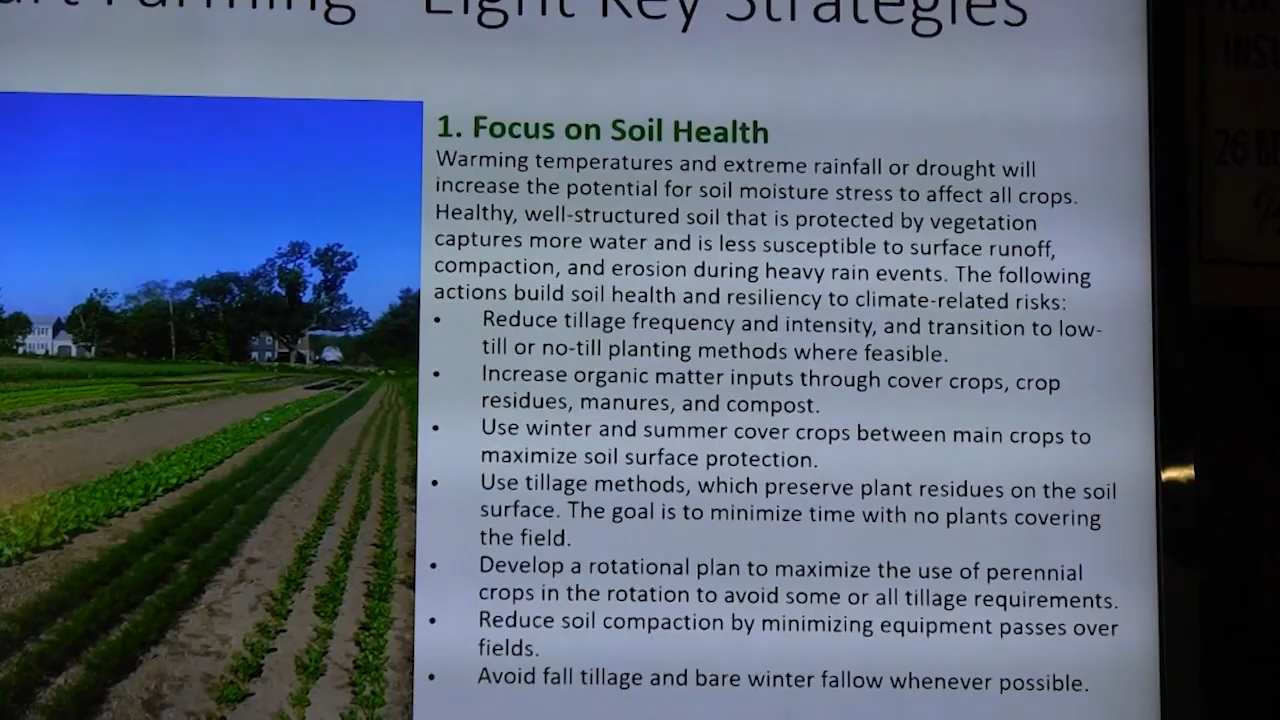 Farming Eight Key Strategies
1. Focus on Soil Health
Warming temperatures and extreme rainfall or drought will
increase the potential for soil moisture stress to affect all crops.
Healthy, well-structured soil that is protected by vegetation
captures more water and is less susceptible to surface runoff,
compaction, and erosion during heavy rain events. The following
actions build soil health and resiliency to climate-related risks:
• Reduce tillage frequency and intensity, and transition to low-
till or no-till planting methods where feasible.
• Increase organic matter inputs through cover crops, crop
residues, manures, and compost.
• Use winter and summer cover crops between main crops to
maximize soil surface protection.
• Use tillage methods, which preserve plant residues on the soil
surface. The goal is to minimize time with no plants covering
the field.
• Develop a rotational plan to maximize the use of perennial
crops in the rotation to avoid some or all tillage requirements.
• Reduce soil compaction by minimizing equipment passes over
fields.
• Avoid fall tillage and bare winter fallow whenever possible.
26